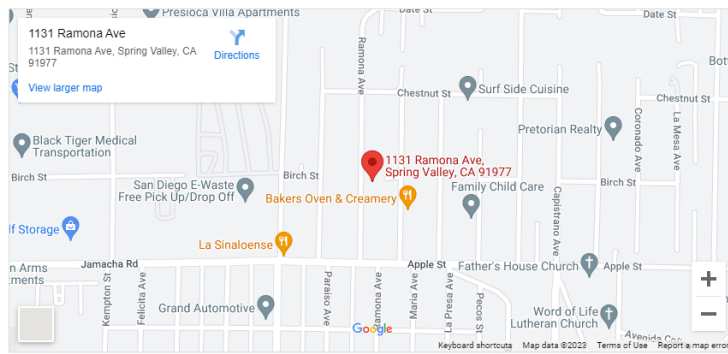 Presioca Villa Apartments
Date St
Date St
1131 Ramona Ave
1131 Ramona Ave, Spring Valley, CA
91977
Directions
View larger map
Ramona Ave
Chestnut St
Surf Side Cuisine
Chestnut St
Pretorian Realty
Coronado Ave
La Mesa Ave
Black Tiger Medical
Transportation
1131 Ramona Ave,
Spring Valley, CA 91977
Birch St
Birch St
Birch St
San Diego E-Waste
Free Pick Up/Drop Off
Family Child Care
Bakers Oven & Creamery
Capistrano Ave
lf Storage
La Sinaloense
Jamacha Rd
Apple St
Father's House Church
Apple St
n Arms
tments
Kempton St
Felicita Ave
Paraiso Ave
Ramona Ave
Maria Ave
La Presa Ave
Pecos St
Grand Automotive
Word of Life
Lutheran Church
Google
Avenida
Keyboard shortcuts
Map data ©2023
Terms of Use
Report a map error